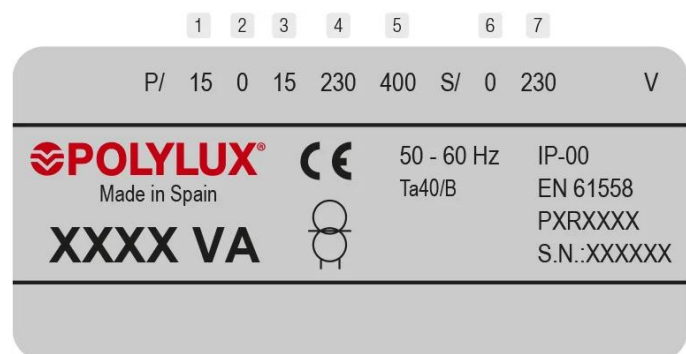 1 2 3 4 5 6 7
P/ 15 0 15 230 400 S/ 0 230 V
POLYLUX®
Made in Spain
XXXX VA
CE
50 - 60 Hz
Ta40/B
IP-00
EN 61558
PXRXXXX
S.N.:XXXXXX